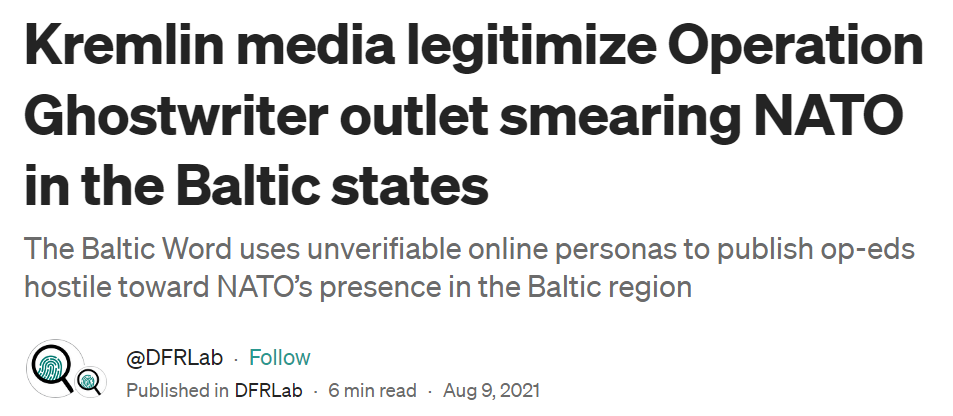 Kremlin media legitimize Operation
Ghostwriter outlet smearing NATO
in the Baltic states
The Baltic Word uses unverifiable online personas to publish op-eds
hostile toward NATO’s presence in the Baltic region
@DFRLab · Follow
Published in DFRLab · 6 min read · Aug 9, 2021